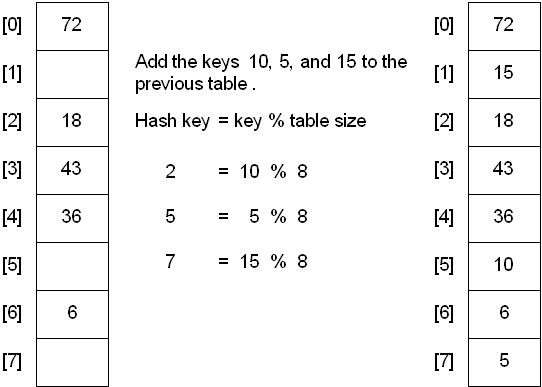 [0] 72
[1]
[2] 18
[3] 43
[4] 36
[5]
[6] 6
[7]
Add the keys 10, 5, and 15 to the
previous table .
Hash key = key % table size
2 = 10 % 8
5 = 5 % 8
7 = 15 % 8
[0] 72
[1] 15
[2] 18
[3] 43
[4] 36
[5] 10
[6] 6
[7] 5